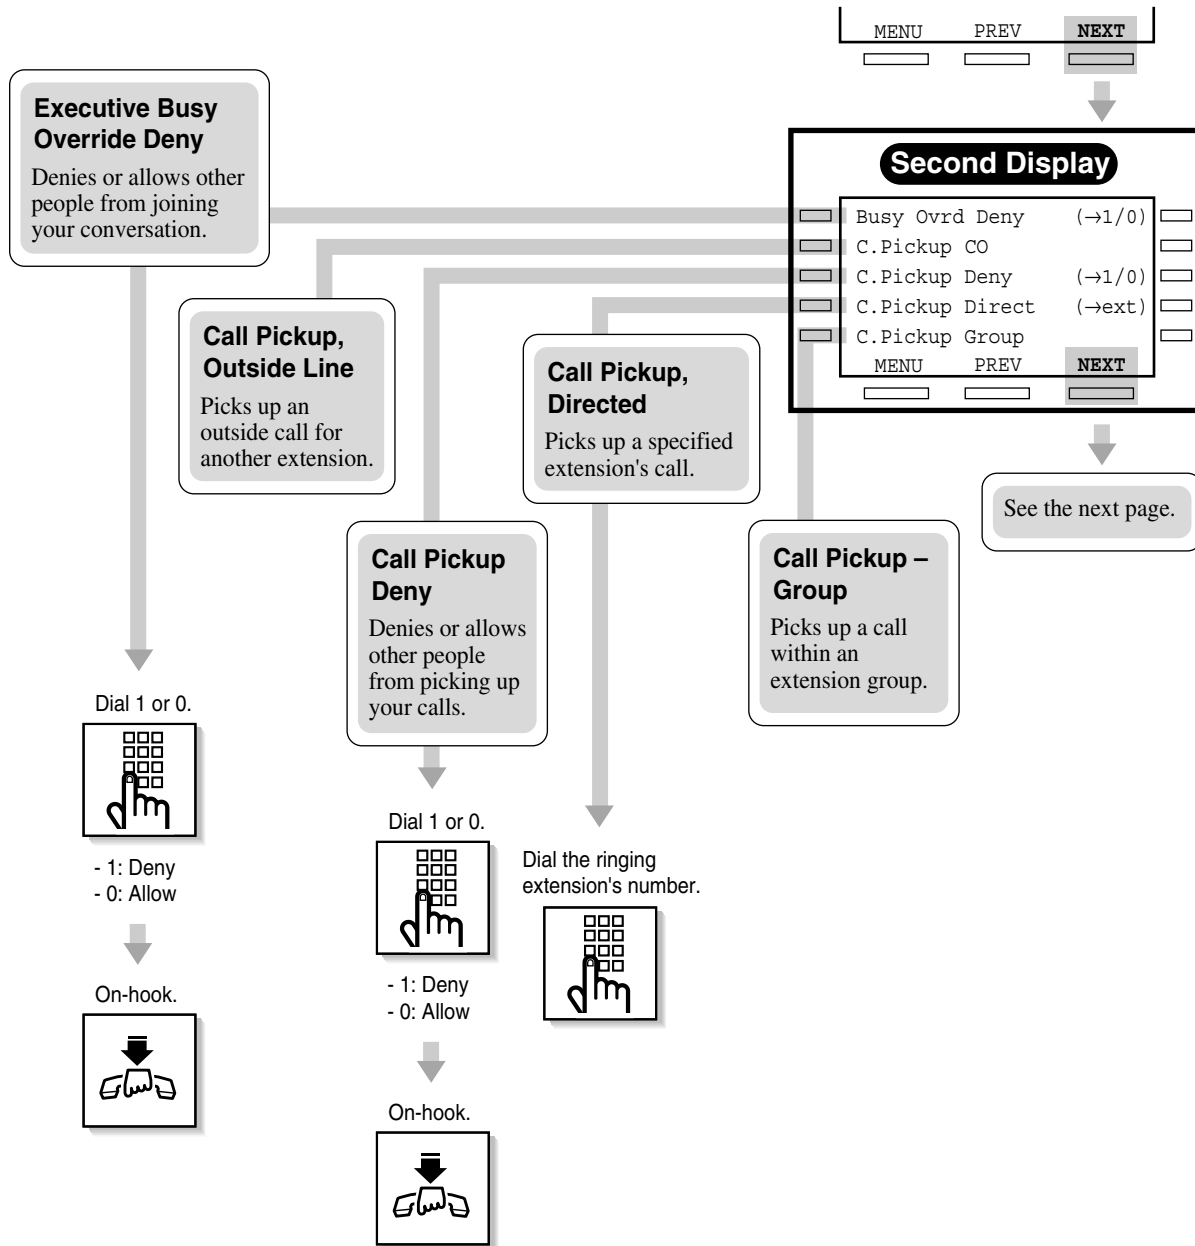 MENU PREV NEXT
Executive Busy
Override Deny
Denies or allows other
people from joining
your conversation.
Second Display
Busy Ovrd Deny (→1/0)
C.Pickup CO
C.Pickup Deny (→1/0)
C.Pickup Direct (→ext)
C.Pickup Group
MENU PREV NEXT
Call Pickup,
Outside Line
Picks up an
outside call for
another extension.
Call Pickup,
Directed
Picks up a specified
extension's call.
See the next page.
Call Pickup
Deny
Denies or allows
other people
from picking up
your calls.
Call Pickup –
Group
Picks up a call
within an
extension group.
Dial 1 or 0.
- 1: Deny
- 0: Allow
On-hook.
Dial 1 or 0.
- 1: Deny
- 0: Allow
On-hook.
Dial the ringing
extension's number.